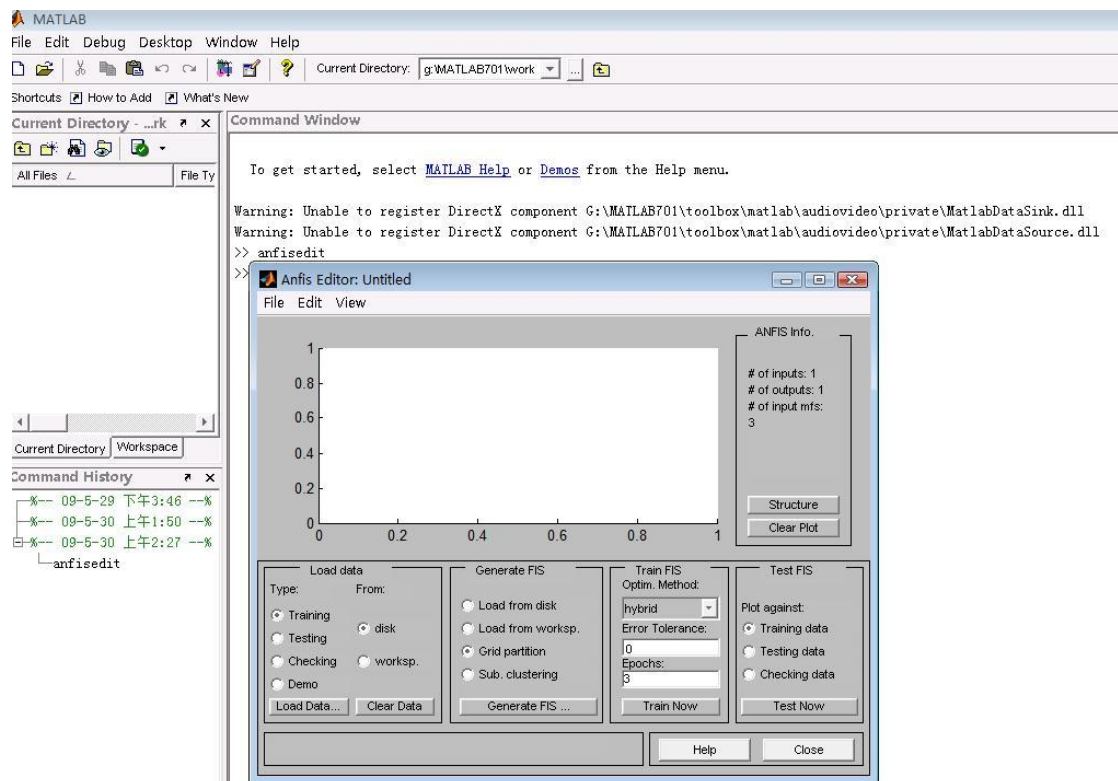 MATLAB
File Edit Debug Desktop Window Help
Current Directory: g:\MATLAB701\work
Shortcuts How to Add What's New
Current Directory - ...rk
All Files File Ty
Current Directory Workspace
Command History
%-- 09-5-29 下午3:46 --%
%-- 09-5-30 上午1:50 --%
%-- 09-5-30 上午2:27 --%
anfisedit
Command Window
To get started, select MATLAB Help or Demos from the Help menu.
Warning: Unable to register DirectX component G:\MATLAB701\toolbox\matlab\audiovideo\private\MatlabDataSink.dll
Warning: Unable to register DirectX component G:\MATLAB701\toolbox\matlab\audiovideo\private\MatlabDataSource.dll
>> anfisedit
>>
Anfis Editor: Untitled
File Edit View
1
0.8
0.6
0.4
0.2
0
0 0.2 0.4 0.6 0.8 1
ANFIS Info.
# of inputs: 1
# of outputs: 1
# of input mfs:
3
Structure
Clear Plot
Load data
Type: From:
Training
Testing
Checking
Demo
disk
worksp.
Load Data... Clear Data
Generate FIS
Load from disk
Load from worksp.
Grid partition
Sub. clustering
Generate FIS ...
Train FIS
Optim. Method:
hybrid
Error Tolerance:
0
Epochs:
3
Train Now
Test FIS
Plot against:
Training data
Testing data
Checking data
Test Now
Help Close